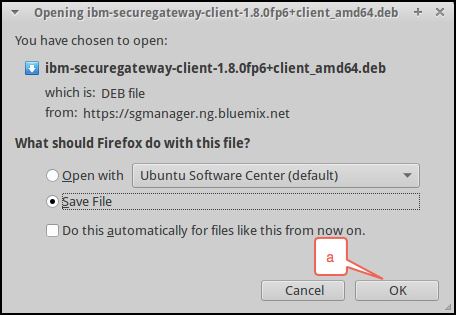 Opening ibm-securegateway-client-1.8.0fp6+client_amd64.deb
You have chosen to open:
ibm-securegateway-client-1.8.0fp6+client_amd64.deb
which is: DEB file
from: https://sgmanager.ng.bluemix.net
What should Firefox do with this file?
Open with Ubuntu Software Center (default)
Save File
Do this automatically for files like this from now on.
a
Cancel OK